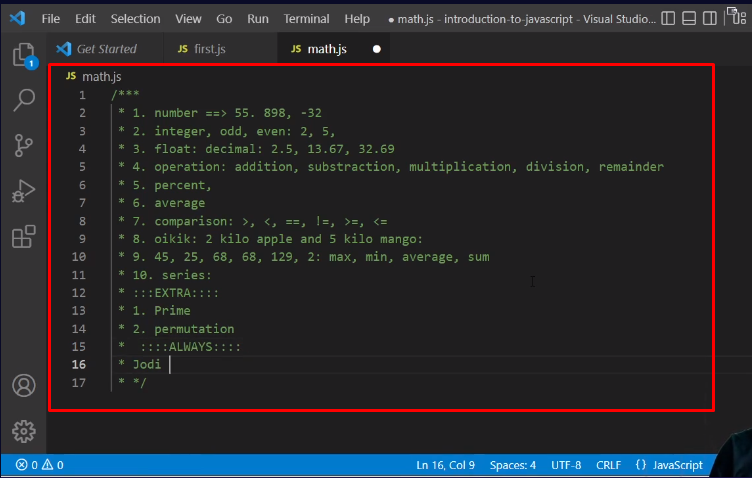 File Edit Selection View Go Run Terminal Help ● math.js - introduction-to-javascript - Visual Studio...
Get Started JS first.js JS math.js ●
1
JS math.js
1 /***
2 * 1. number ==> 55. 898, -32
3 * 2. integer, odd, even: 2, 5,
4 * 3. float: decimal: 2.5, 13.67, 32.69
5 * 4. operation: addition, substraction, multiplication, division, remainder
6 * 5. percent,
7 * 6. average
8 * 7. comparison: >, <, ==, !=, >=, <=
9 * 8. oikik: 2 kilo apple and 5 kilo mango:
10 * 9. 45, 25, 68, 68, 129, 2: max, min, average, sum
11 * 10. series:
12 * :::EXTRA::::
13 * 1. Prime
14 * 2. permutation
15 *  ::::ALWAYS::::
16 * Jodi
17 * */
0 0 Ln 16, Col 9 Spaces: 4 UTF-8 CRLF {} JavaScript